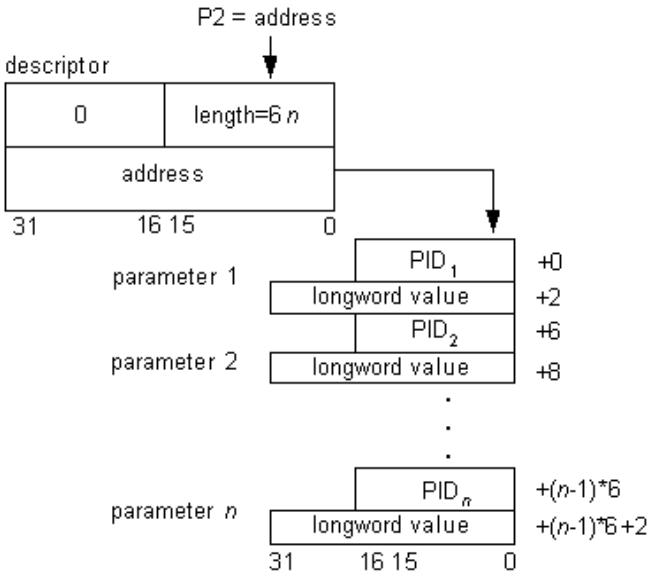 P2 = address
descriptor
0 length=6 n
address
31 16 15 0
PID1 +0
parameter 1
longword value +2
PID2 +6
parameter 2
longword value +8
.
.
.
PIDn +(n-1)*6
parameter n
longword value +(n-1)*6+2
31 16 15 0